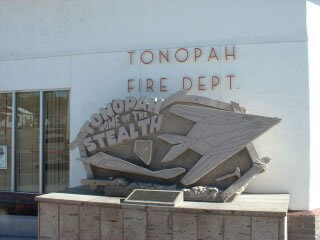 TONOPAH
FIRE DEPT.
TONOPAH
HOME OF THE
STEALTH